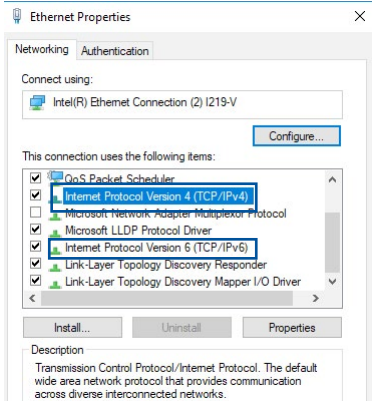 Ethernet Properties
Networking Authentication
Connect using:
Intel(R) Ethernet Connection (2) I219-V
Configure...
This connection uses the following items:
QoS Packet Scheduler
Internet Protocol Version 4 (TCP/IPv4)
Microsoft Network Adapter Multiplexor Protocol
Microsoft LLDP Protocol Driver
Internet Protocol Version 6 (TCP/IPv6)
Link-Layer Topology Discovery Responder
Link-Layer Topology Discovery Mapper I/O Driver
Install... Uninstall Properties
Description
Transmission Control Protocol/Internet Protocol. The default
wide area network protocol that provides communication
across diverse interconnected networks.